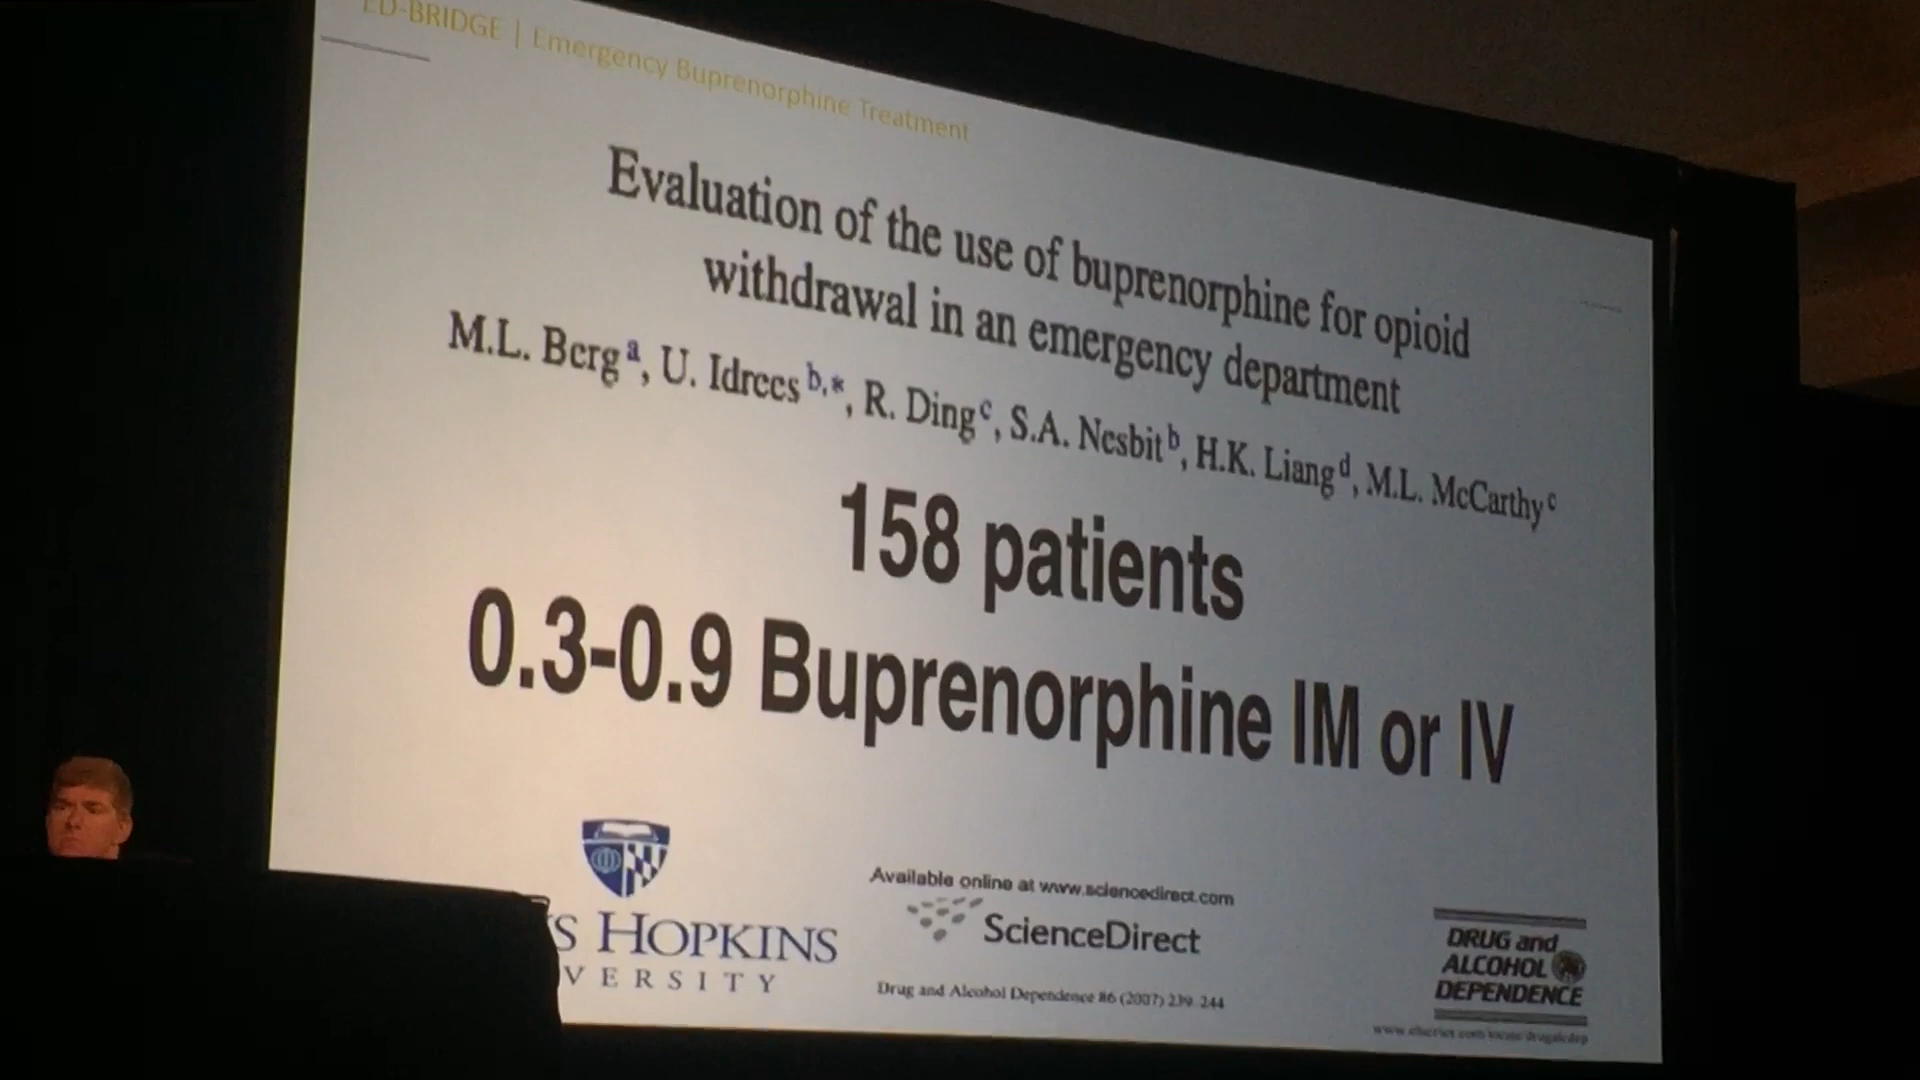 ED-BRIDGE | Emergency Buprenorphine Treatment
Evaluation of the use of buprenorphine for opioid
withdrawal in an emergency department
M.L. Berg a, U. Idrees b,*, R. Ding c, S.A. Nesbit b, H.K. Liang d, M.L. McCarthy c
158 patients
0.3-0.9 Buprenorphine IM or IV
S HOPKINS
VERSITY
Available online at www.sciencedirect.com
ScienceDirect
Drug and Alcohol Dependence 86 (2007) 239–244
DRUG and
ALCOHOL
DEPENDENCE